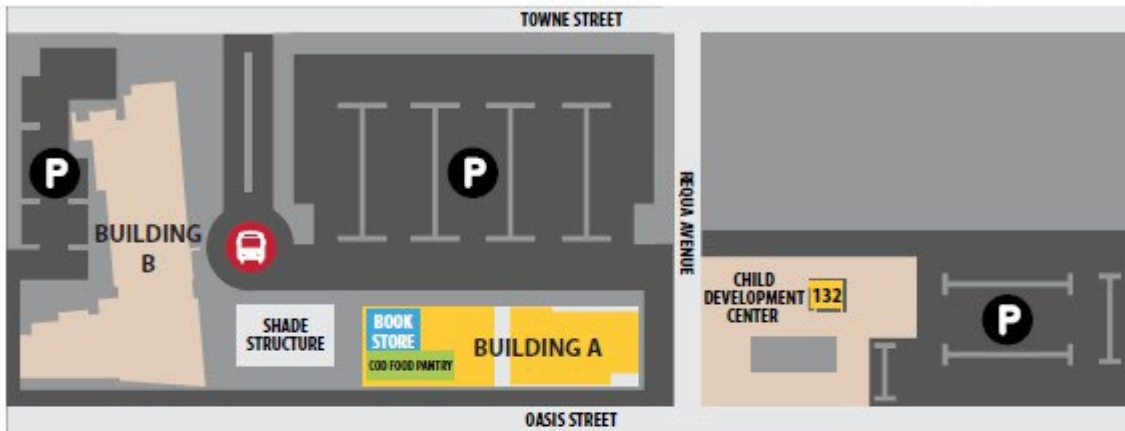 TOWNE STREET
P
P
BUILDING
B
REQUA AVENUE
CHILD
DEVELOPMENT
CENTER
132
P
SHADE
STRUCTURE
BOOK
STORE
COD FOOD PANTRY
BUILDING A
OASIS STREET